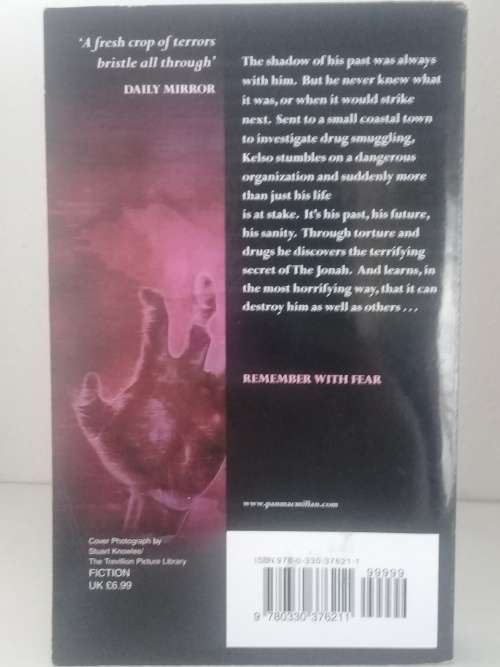 ‘A fresh crop of terrors
bristle all through’
DAILY MIRROR
The shadow of his past was always
with him. But he never knew what
it was, or when it would strike
next. Sent to a small coastal town
to investigate drug smuggling,
Kelso stumbles on a dangerous
organization and suddenly more
than just his life
is at stake. It's his past, his future,
his sanity. Through torture and
drugs he discovers the terrifying
secret of The Jonah. And learns, in
the most horrifying way, that it can
destroy him as well as others . . .
REMEMBER WITH FEAR
www.panmacmillan.com
Cover Photograph by
Stuart Knowles/
The Trevillion Picture Library
FICTION
UK £6.99
ISBN 978-0-330-37621-1
99999
9 780330 376211